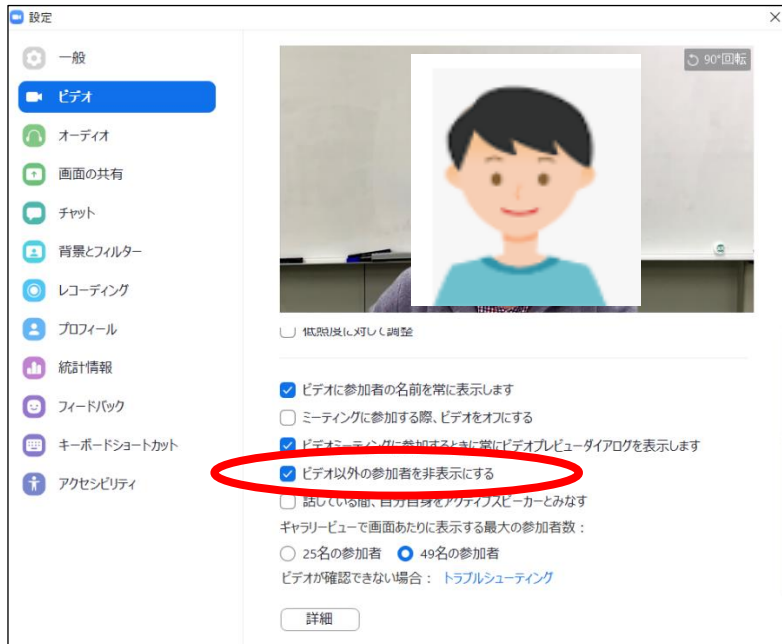 設定
一般
ビデオ
オーディオ
画面の共有
チャット
背景とフィルター
レコーディング
プロフィール
統計情報
フィードバック
キーボードショートカット
アクセシビリティ
90°回転
低照度に対して調整
ビデオに参加者の名前を常に表示します
ミーティングに参加する際、ビデオをオフにする
ビデオミーティングに参加するときに常にビデオプレビューダイアログを表示します
ビデオ以外の参加者を非表示にする
話している間、自分自身をアクティブスピーカーとみなす
ギャラリービューで画面あたりに表示する最大の参加者数：
25名の参加者 49名の参加者
ビデオが確認できない場合： トラブルシューティング
詳細